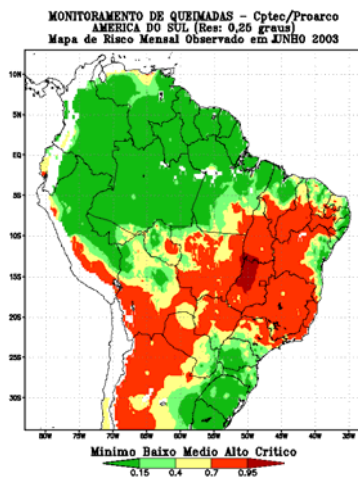 MONITORAMENTO DE QUEIMADAS - Cptec/Proarco
AMERICA DO SUL (Res: 0,25 graus)
Mapa de Risco Mensal Observado em JUNHO 2003
10N
5N
EQ
5S
10S
15S
20S
25S
30S
80W 75W 70W 65W 60W 55W 50W 45W 40W 35W
Minimo Baixo Medio Alto Critico
0.15 0.4 0.7 0.95